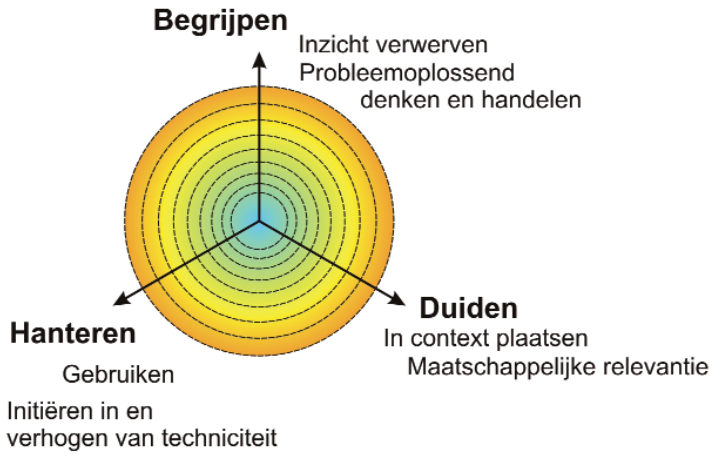 Begrijpen
Inzicht verwerven
Probleemoplossend
denken en handelen
Hanteren
Gebruiken
Initiëren in en
verhogen van techniciteit
Duiden
In context plaatsen
Maatschappelijke relevantie